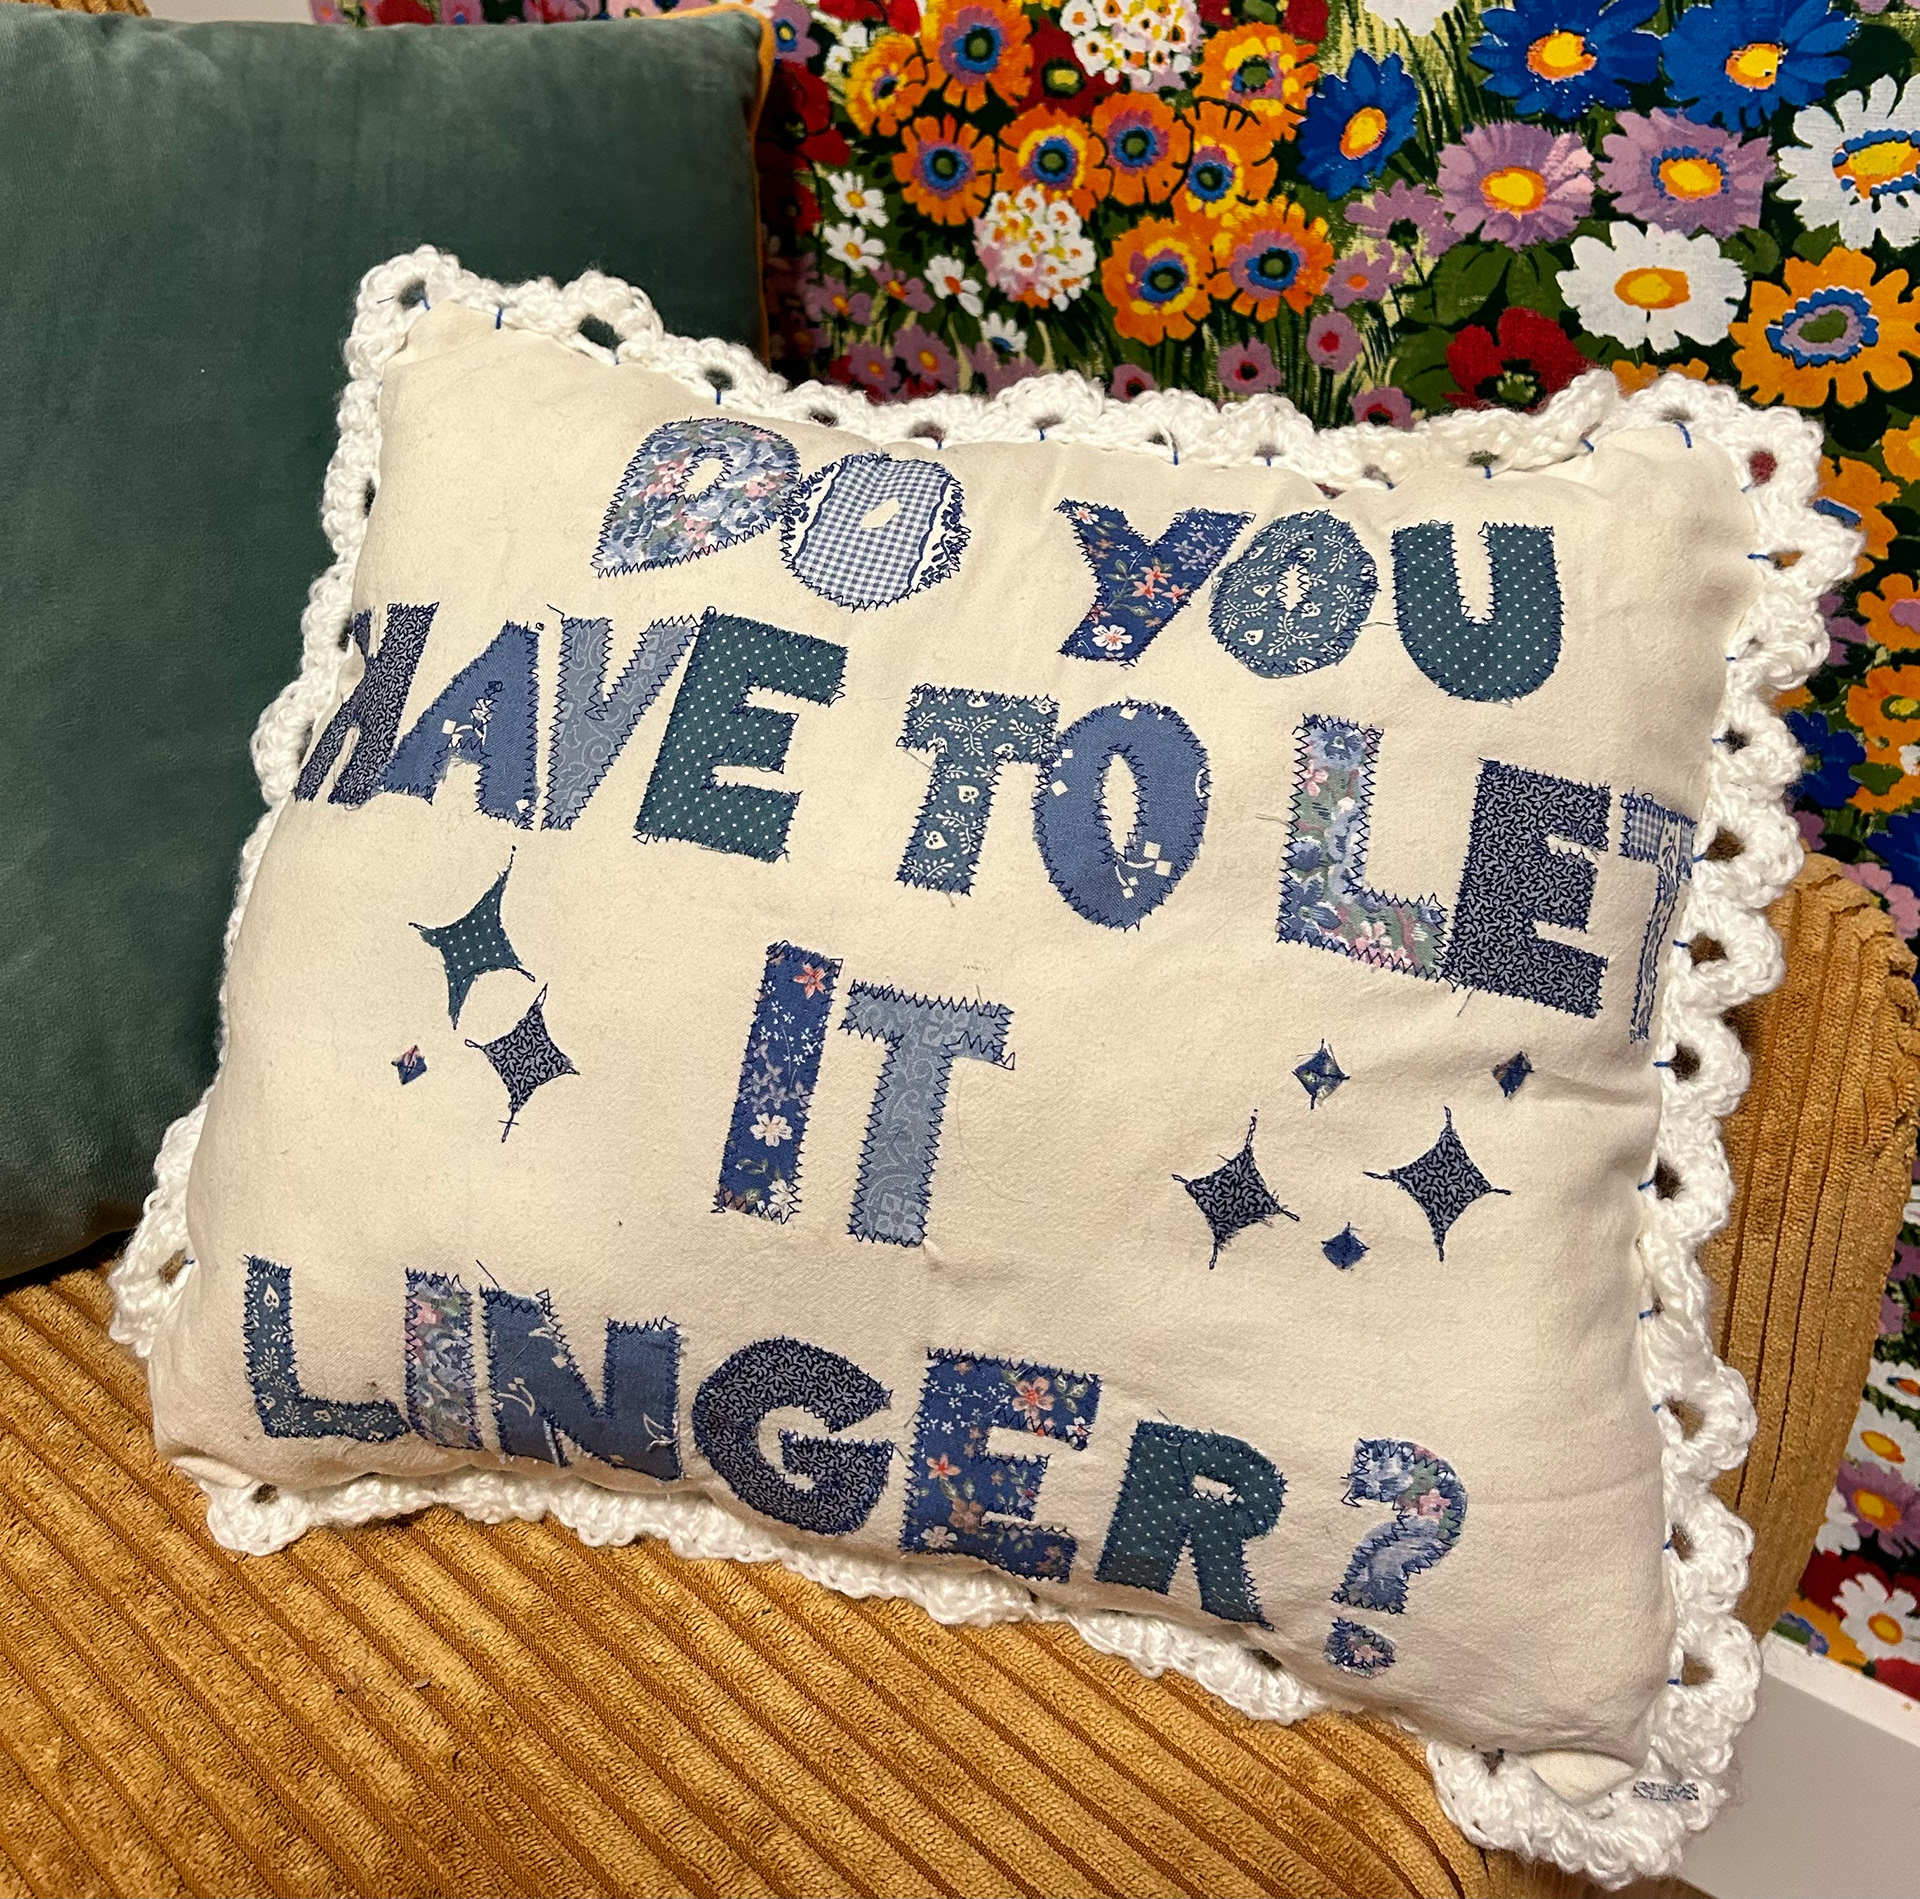 DO YOU
HAVE TO LET
IT
LINGER?